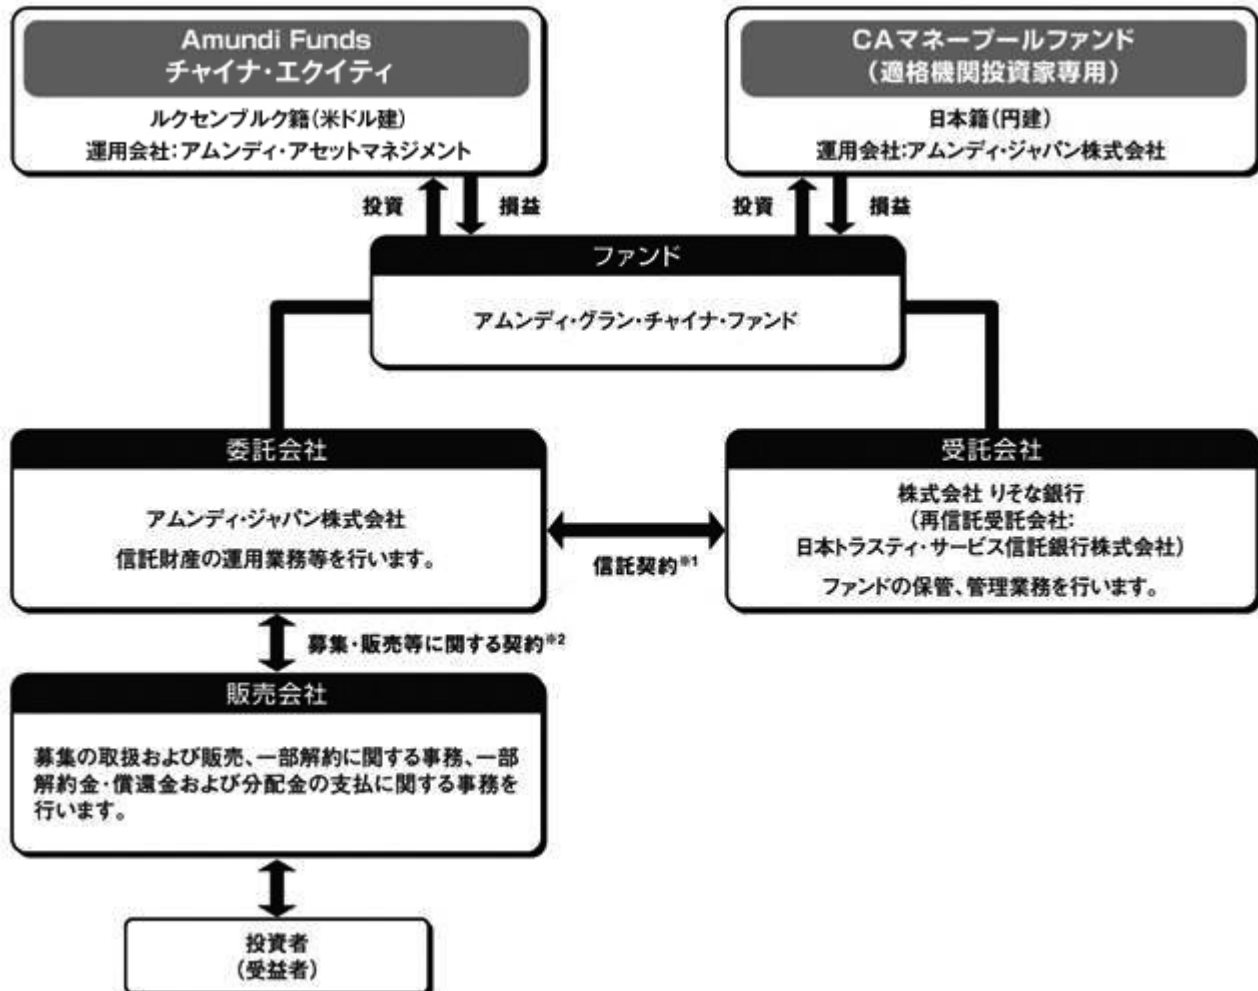 Amundi Funds
チャイナ・エクイティ
ルクセンブルク籍(米ドル建)
運用会社:アムンディ・アセットマネジメント
CAマネープールファンド
(適格機関投資家専用)
日本籍(円建)
運用会社:アムンディ・ジャパン株式会社
投資
損益
投資
損益
ファンド
アムンディ・グラン・チャイナ・ファンド
委託会社
アムンディ・ジャパン株式会社
信託財産の運用業務等を行います。
信託契約※1
受託会社
株式会社 りそな銀行
(再信託受託会社:
日本トラスティ・サービス信託銀行株式会社)
ファンドの保管、管理業務を行います。
募集・販売等に関する契約※2
販売会社
募集の取扱および販売、一部解約に関する事務、一部
解約金・償還金および分配金の支払に関する事務を
行います。
投資者
(受益者)